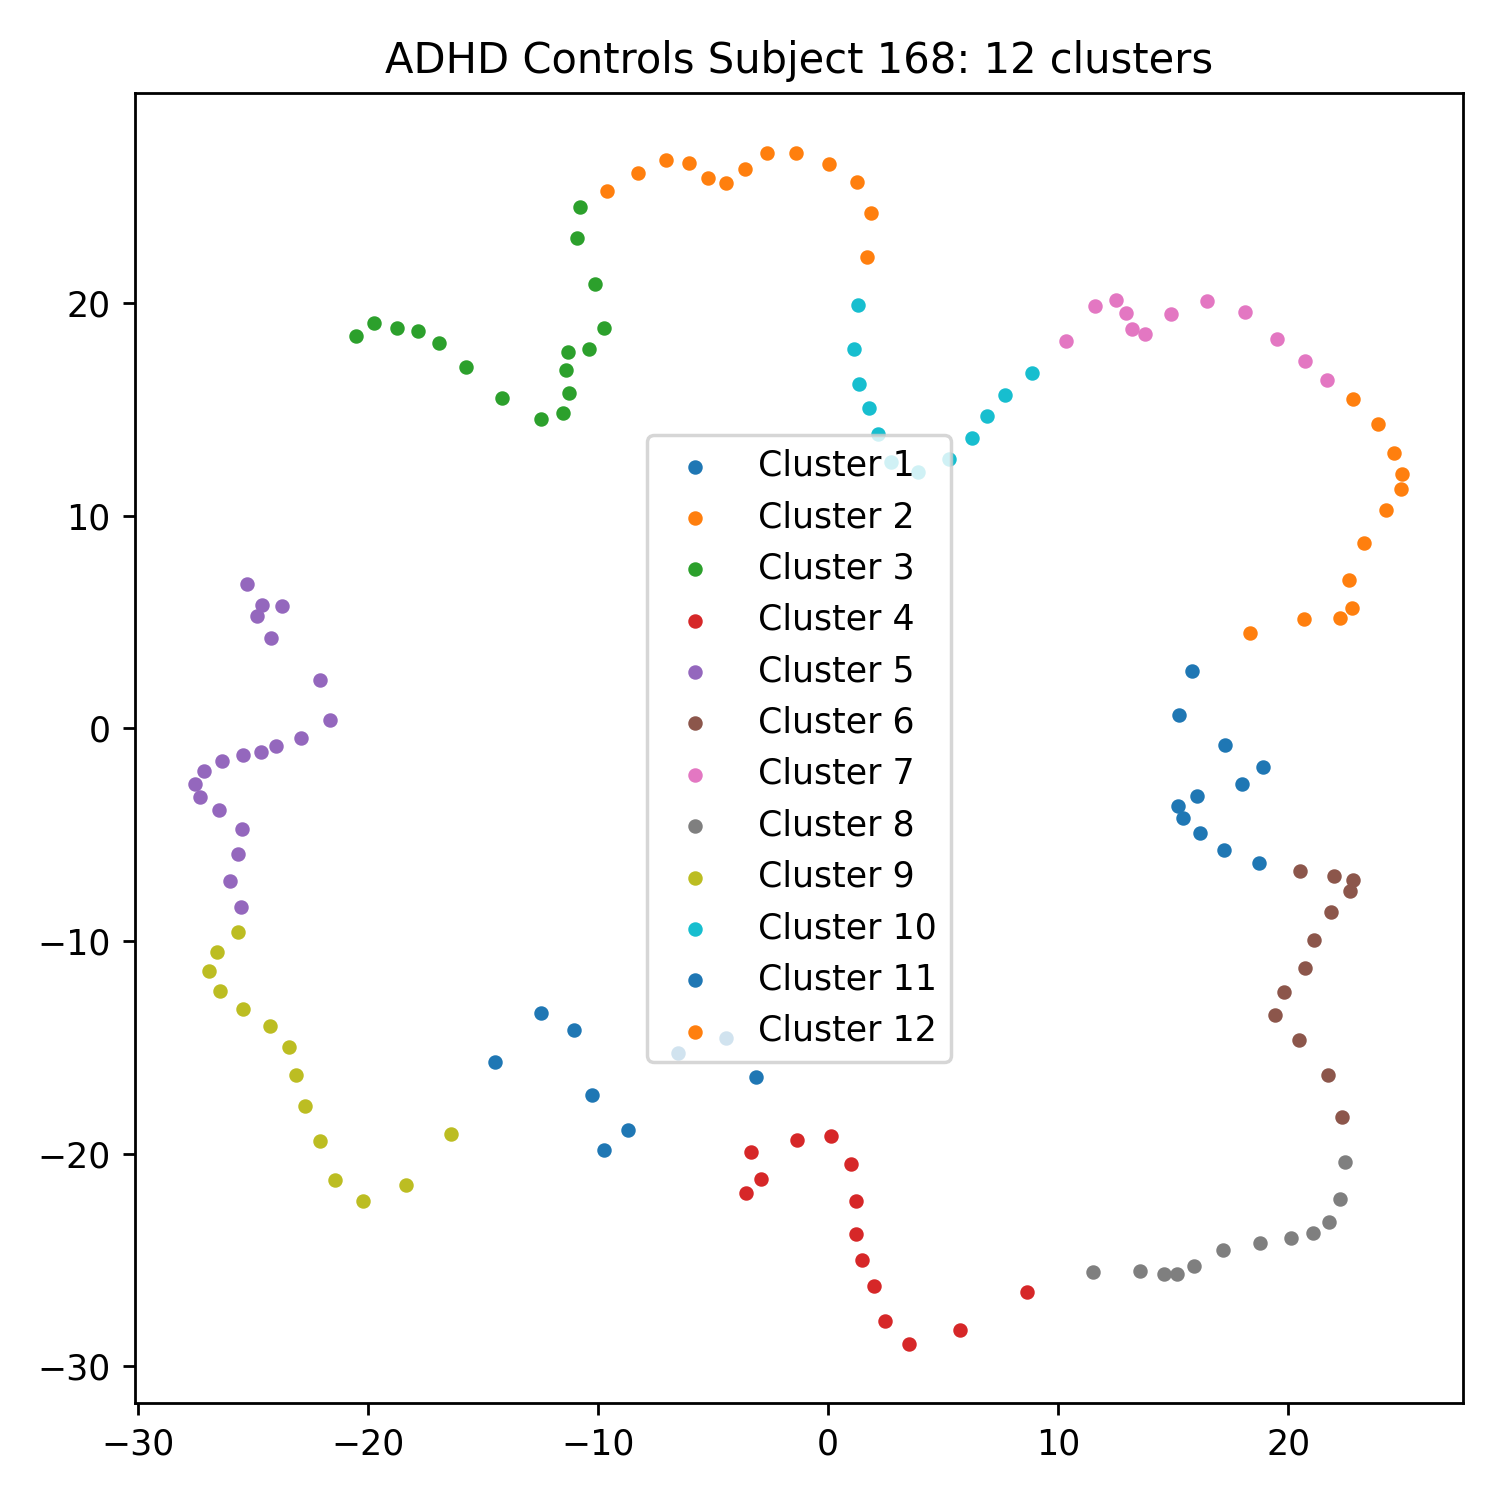 ADHD Controls Subject 168: 12 clusters
20
10
0
−10
−20
−30
Cluster 1
Cluster 2
Cluster 3
Cluster 4
Cluster 5
Cluster 6
Cluster 7
Cluster 8
Cluster 9
Cluster 10
Cluster 11
Cluster 12
−30 −20 −10 0 10 20